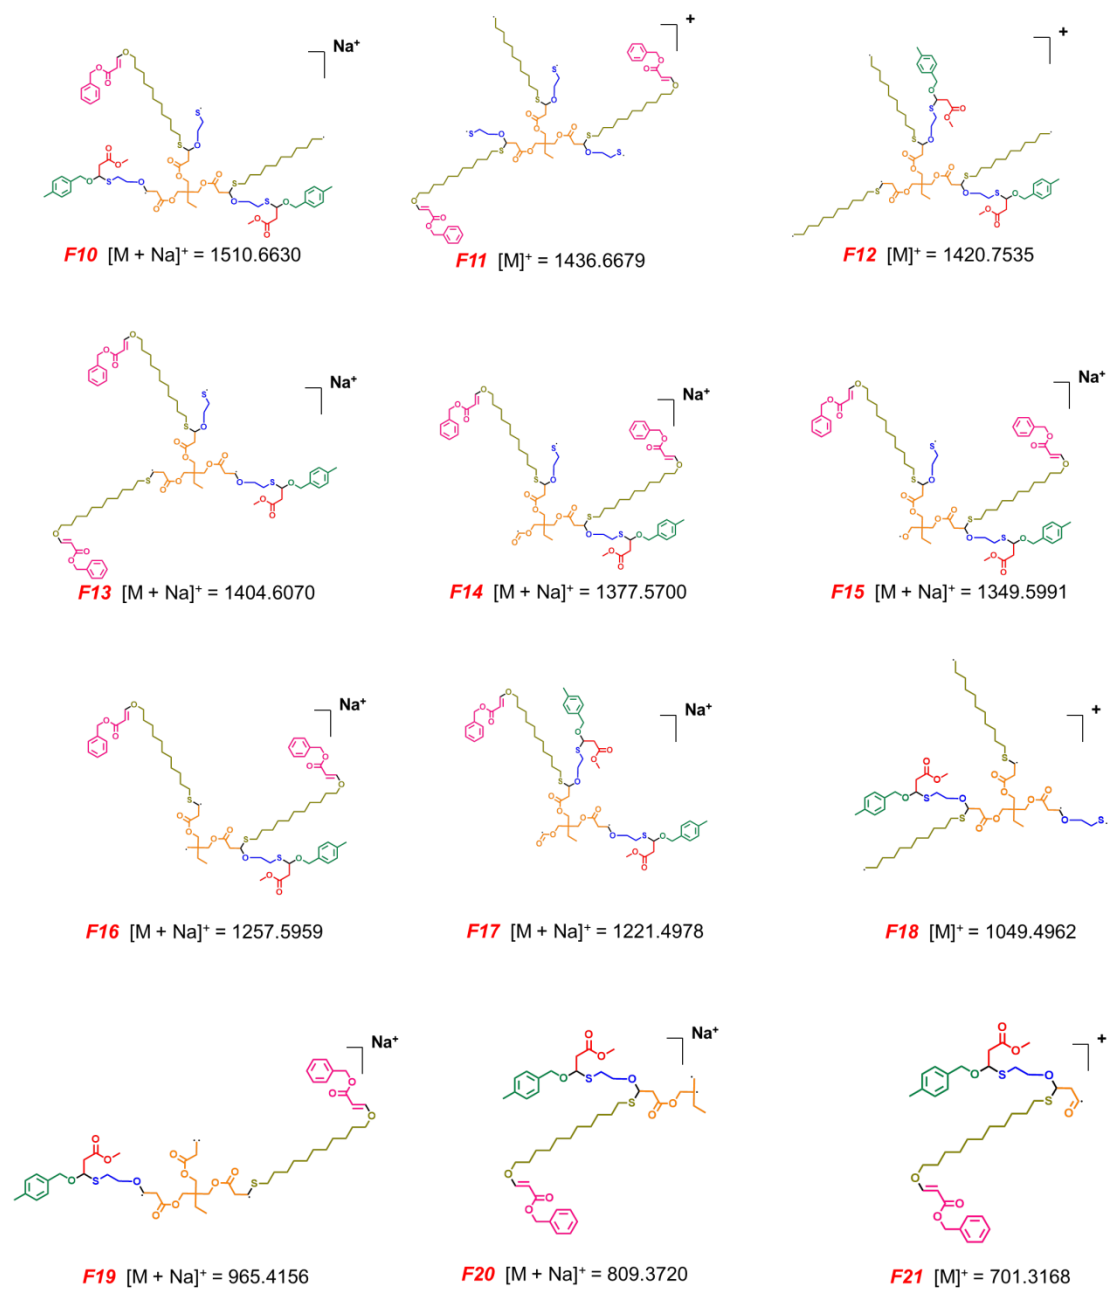 Na⁺
+
+
F10 [M + Na]⁺ = 1510.6630
F11 [M]⁺ = 1436.6679
F12 [M]⁺ = 1420.7535
Na⁺
Na⁺
Na⁺
F13 [M + Na]⁺ = 1404.6070
F14 [M + Na]⁺ = 1377.5700
F15 [M + Na]⁺ = 1349.5991
Na⁺
Na⁺
+
F16 [M + Na]⁺ = 1257.5959
F17 [M + Na]⁺ = 1221.4978
F18 [M]⁺ = 1049.4962
Na⁺
Na⁺
+
F19 [M + Na]⁺ = 965.4156
F20 [M + Na]⁺ = 809.3720
F21 [M]⁺ = 701.3168